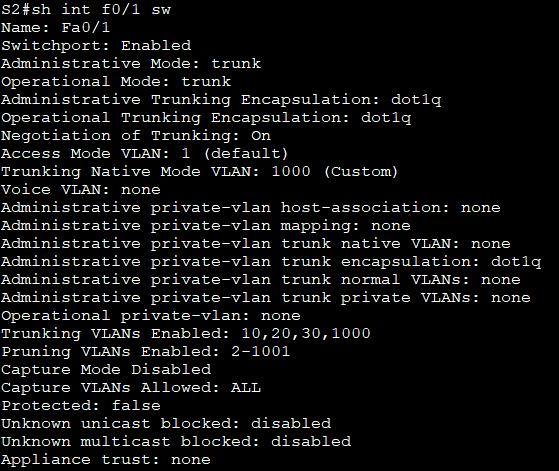 S2#sh int f0/1 sw
Name: Fa0/1
Switchport: Enabled
Administrative Mode: trunk
Operational Mode: trunk
Administrative Trunking Encapsulation: dot1q
Operational Trunking Encapsulation: dot1q
Negotiation of Trunking: On
Access Mode VLAN: 1 (default)
Trunking Native Mode VLAN: 1000 (Custom)
Voice VLAN: none
Administrative private-vlan host-association: none
Administrative private-vlan mapping: none
Administrative private-vlan trunk native VLAN: none
Administrative private-vlan trunk encapsulation: dot1q
Administrative private-vlan trunk normal VLANs: none
Administrative private-vlan trunk private VLANs: none
Operational private-vlan: none
Trunking VLANs Enabled: 10,20,30,1000
Pruning VLANs Enabled: 2-1001
Capture Mode Disabled
Capture VLANs Allowed: ALL
Protected: false
Unknown unicast blocked: disabled
Unknown multicast blocked: disabled
Appliance trust: none